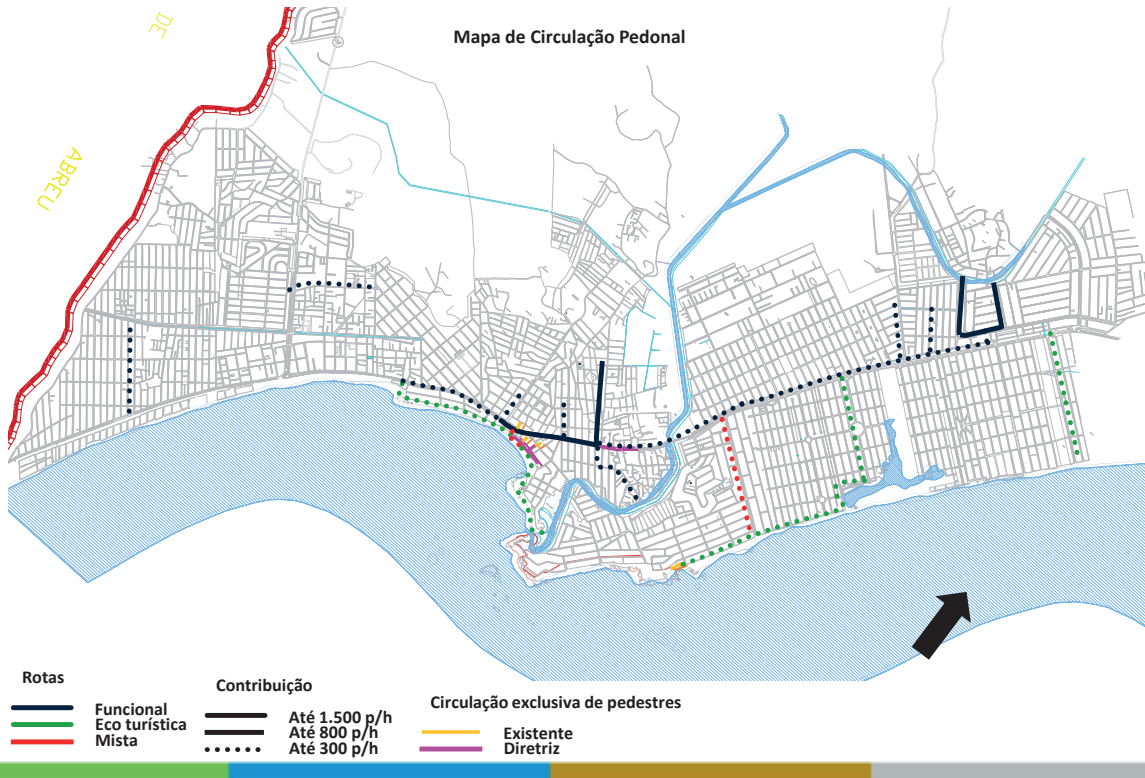 DE
ABREU
Mapa de Circulação Pedonal
Rotas
Funcional
Eco turística
Mista
Contribuição
Até 1.500 p/h
Até 800 p/h
Até 300 p/h
Circulação exclusiva de pedestres
Existente
Diretriz